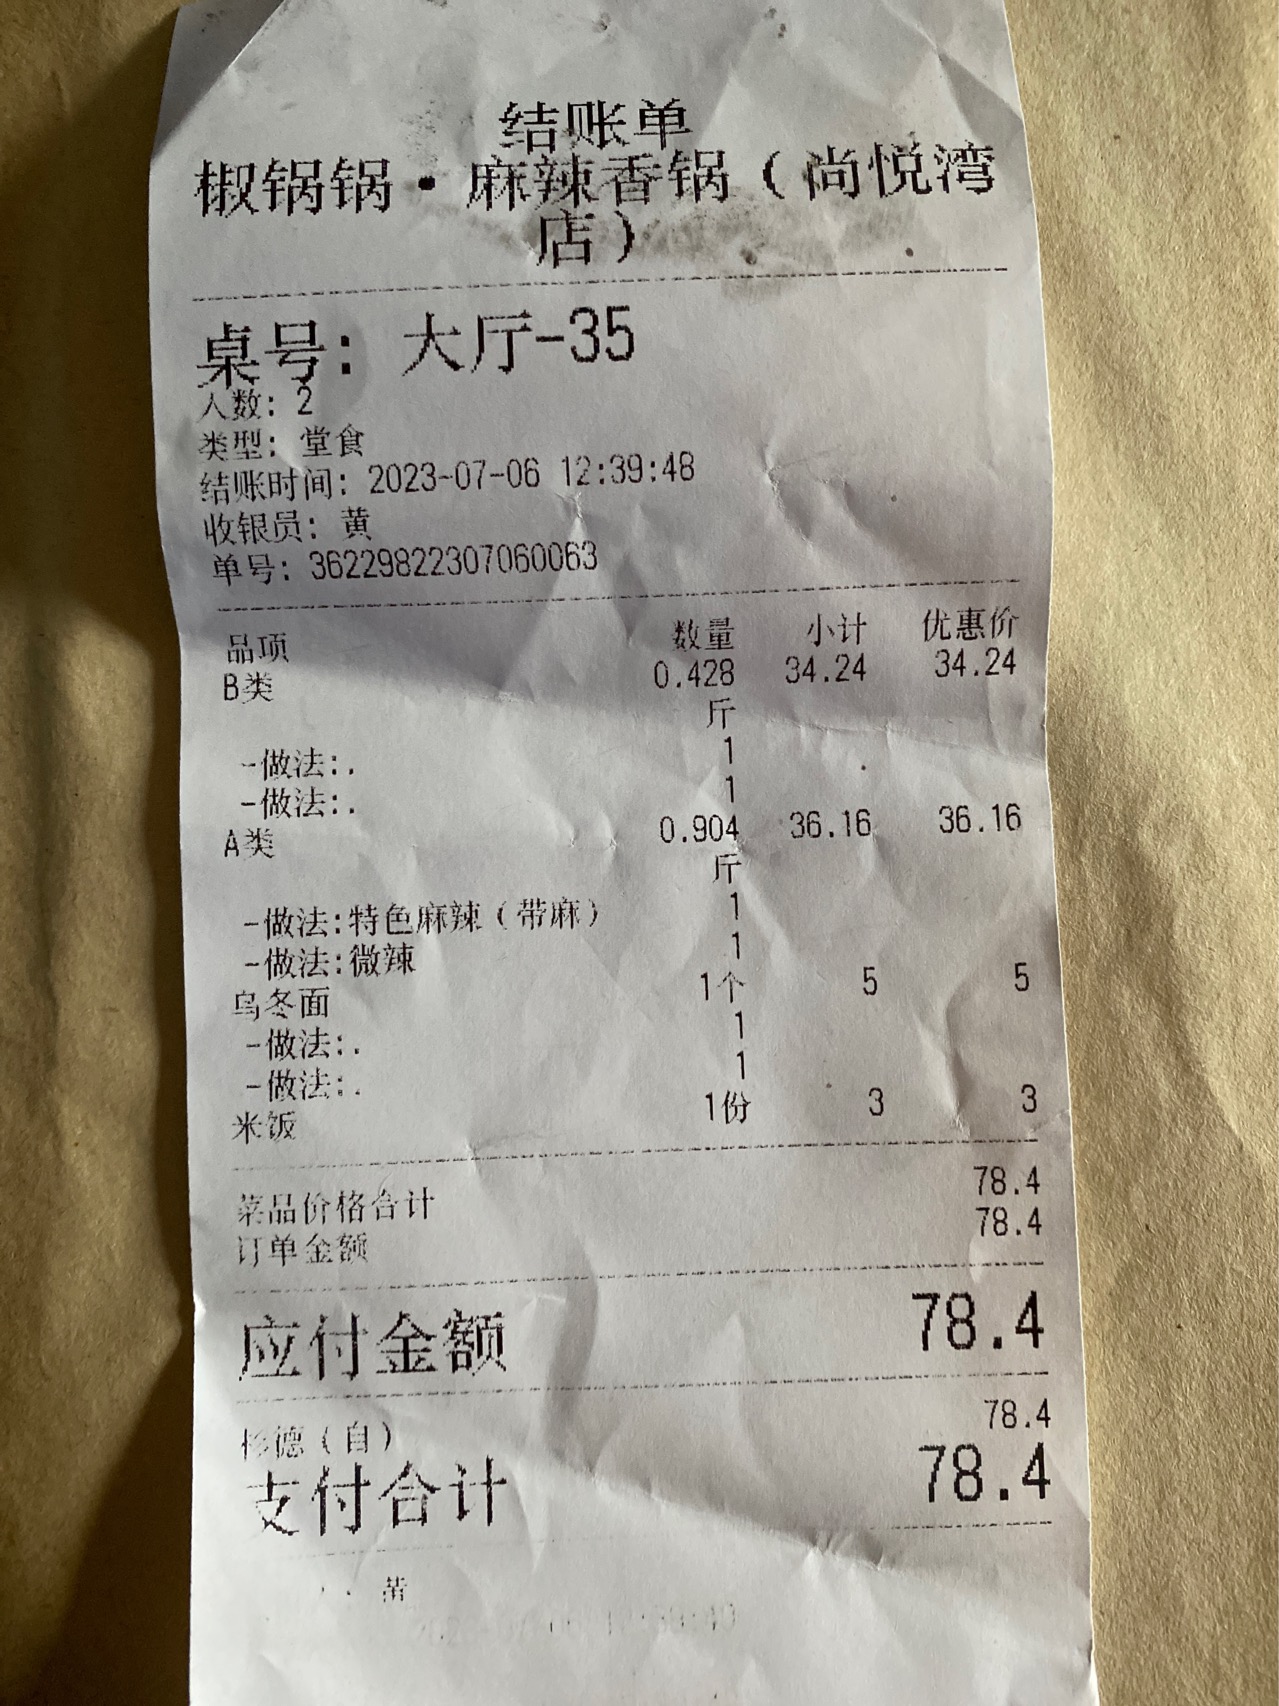 结账单
椒锅锅·麻辣香锅（尚悦湾
店）
桌号：大厅-35
人数：2
类型：堂食
结账时间：2023-07-06 12:39:48
收银员：黄
单号：36229822307060063
品项 数量 小计 优惠价
B类 0.428 34.24 34.24
斤
-做法:. 1
-做法:. 1
A类 0.904 36.16 36.16
斤
-做法:特色麻辣（带麻） 1
-做法:微辣 1
乌冬面 1个 5 5
-做法:. 1
-做法:. 1
米饭 1份 3 3
菜品价格合计 78.4
订单金额 78.4
应付金额 78.4
杉德（自） 78.4
支付合计 78.4